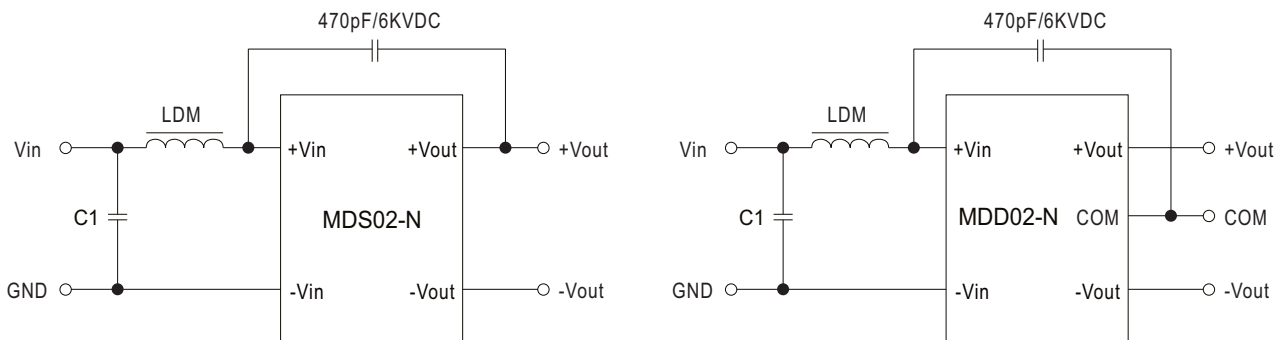 470pF/6KVDC
LDM
Vin
+Vin
+Vout
+Vout
C1
MDS02-N
GND
-Vin
-Vout
-Vout
470pF/6KVDC
LDM
Vin
+Vin
+Vout
+Vout
C1
MDD02-N
COM
COM
GND
-Vin
-Vout
-Vout